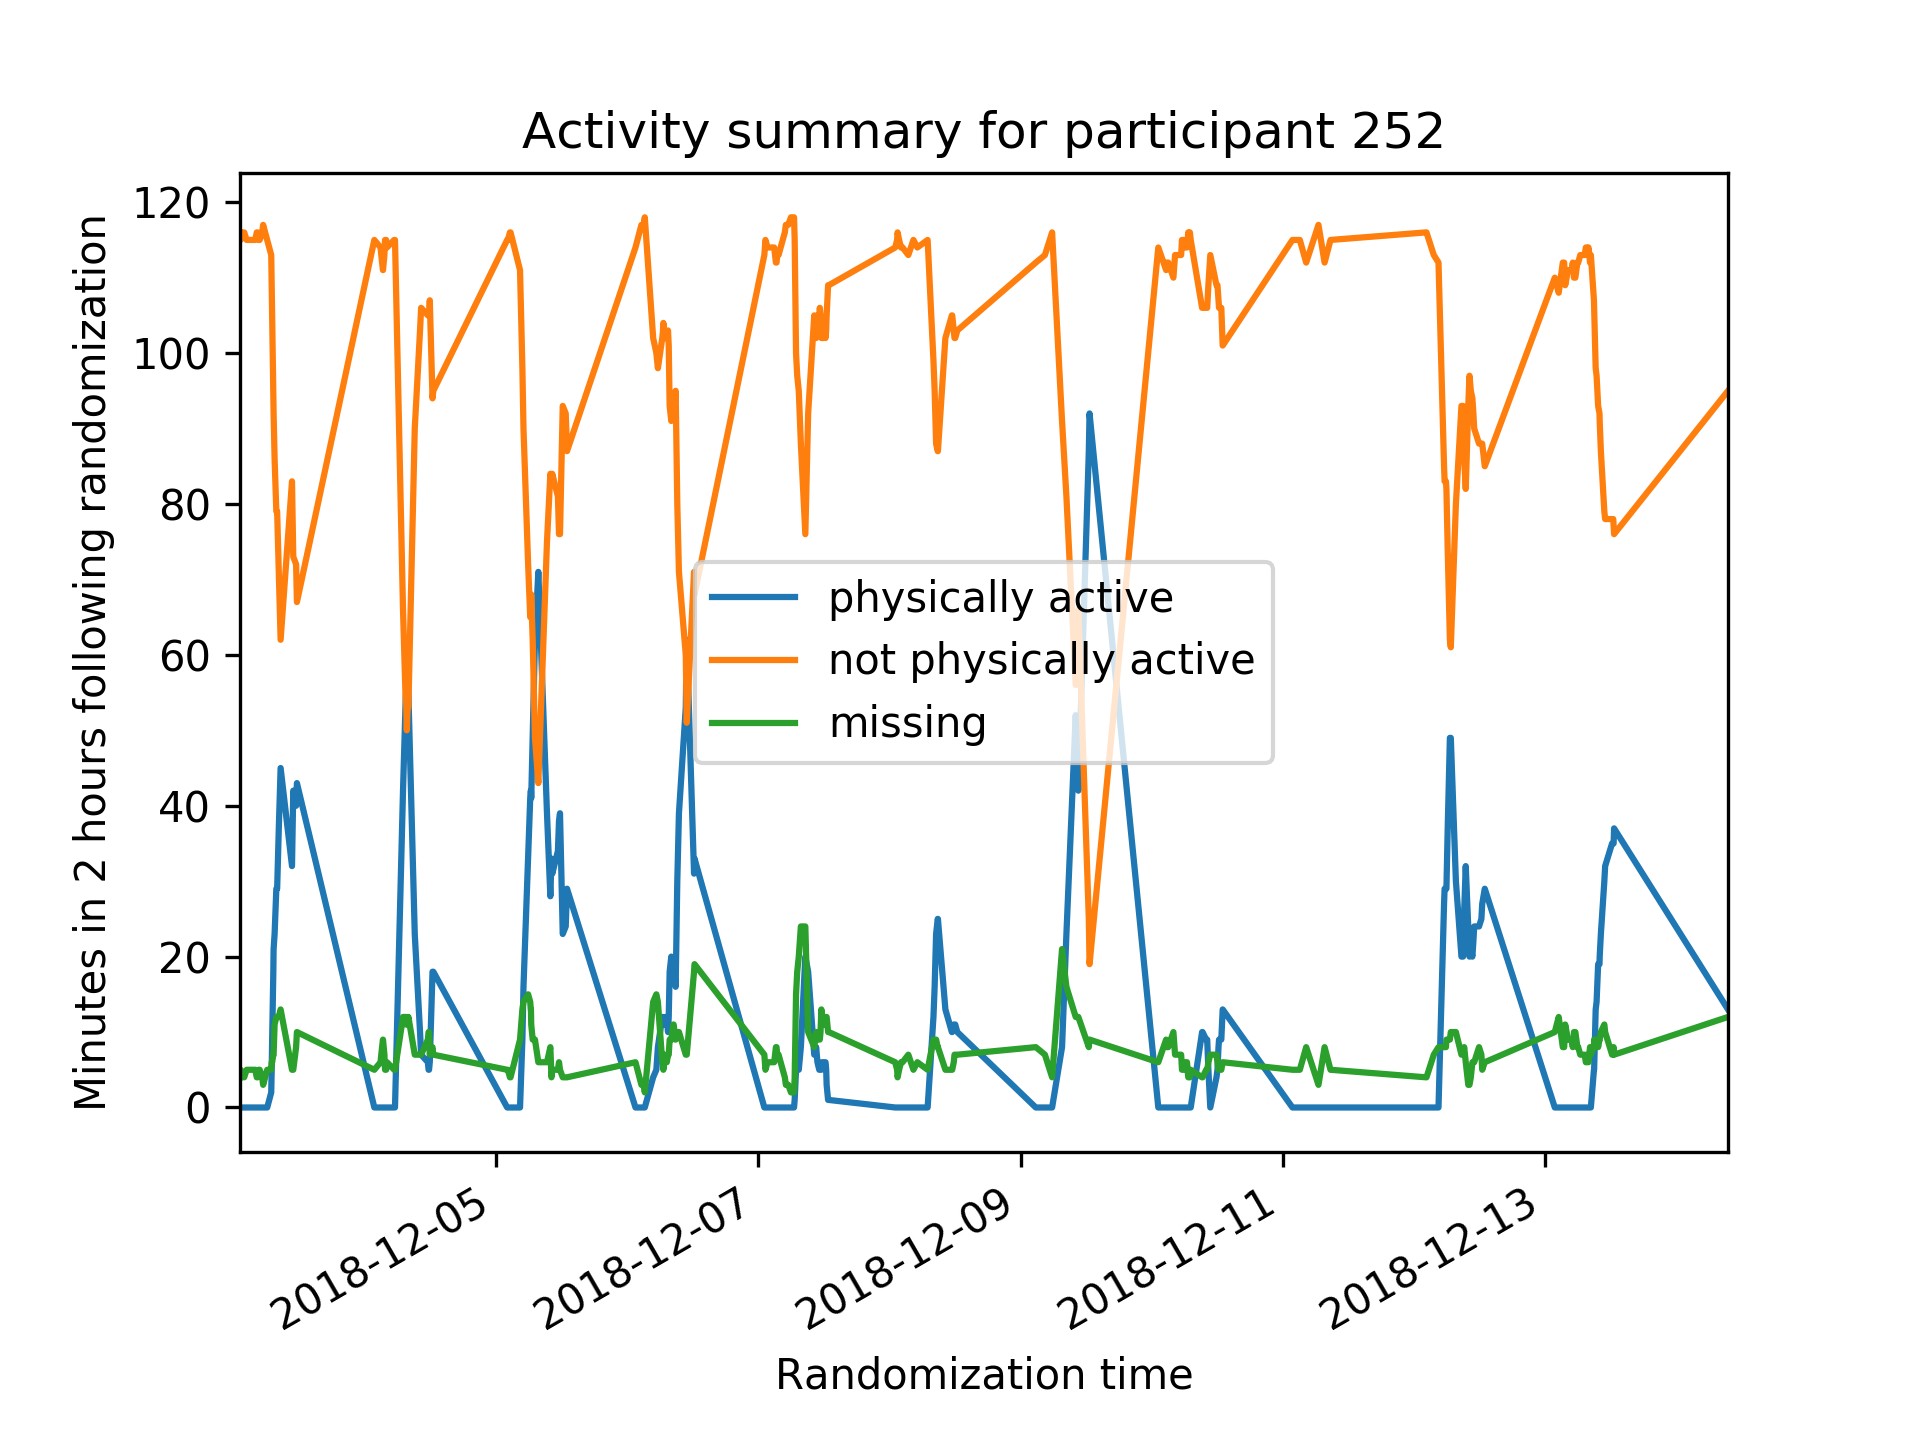 Activity summary for participant 252
Minutes in 2 hours following randomization
120
100
80
60
40
20
0
physically active
not physically active
missing
2018-12-05
2018-12-07
2018-12-09
2018-12-11
2018-12-13
Randomization time